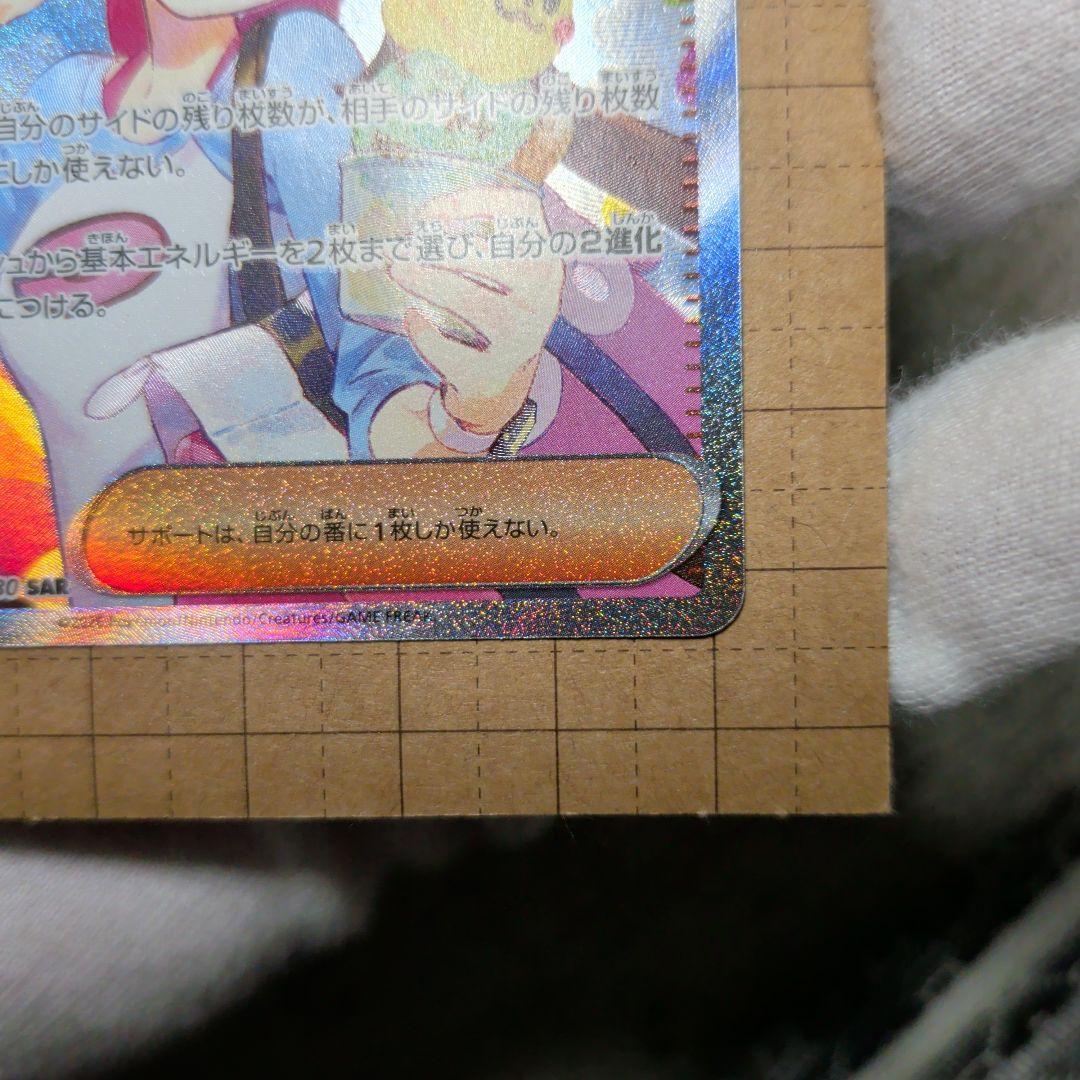 自分のサイドの残り枚数が、相手のサイドの残り枚数
しか使えない。
から基本エネルギーを2枚まで選び、自分の2進化
につける。
サポートは、自分の番に1枚しか使えない。
80 SAR
Nintendo/Creatures/GAME FREAK.